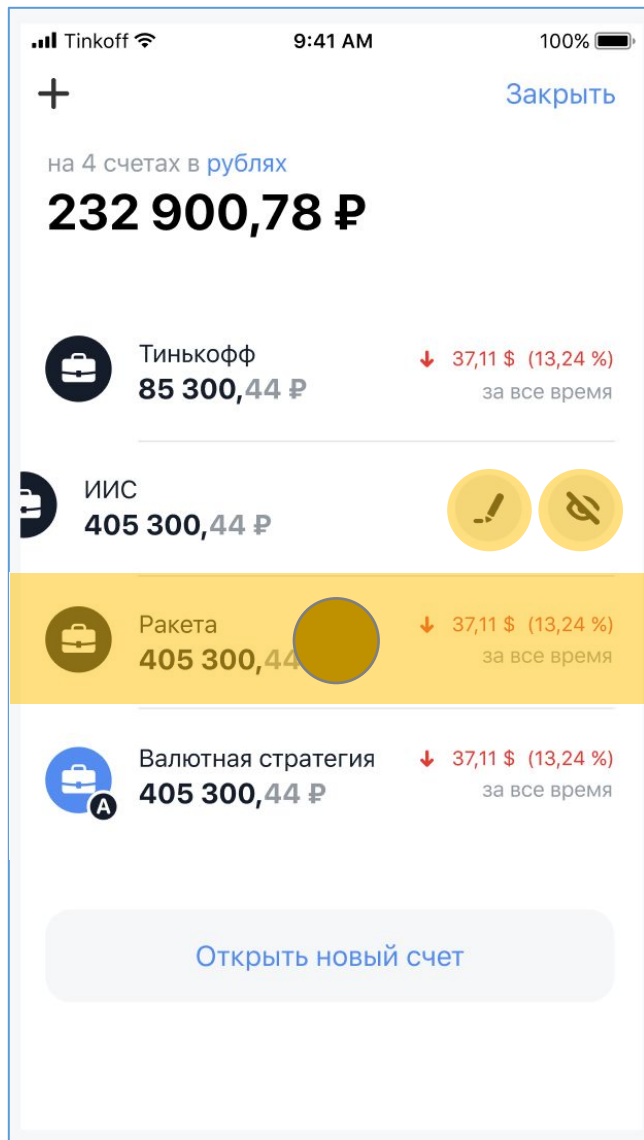 Tinkoff 9:41 AM 100%
Закрыть
на 4 счетах в рублях
232 900,78 ₽
Тинькофф
85 300,44 ₽
↓ 37,11 $ (13,24 %)
за все время
ИИС
405 300,44 ₽
Ракета
405 300,44
↓ 37,11 $ (13,24 %)
за все время
Валютная стратегия
405 300,44 ₽
↓ 37,11 $ (13,24 %)
за все время
A
Открыть новый счет